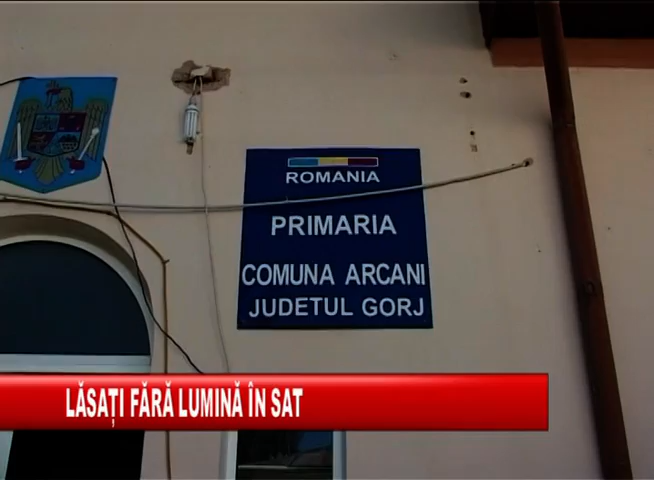 ROMANIA
PRIMARIA
COMUNA ARCANI
JUDETUL GORJ
LĂSAȚI FĂRĂ LUMINĂ ÎN SAT